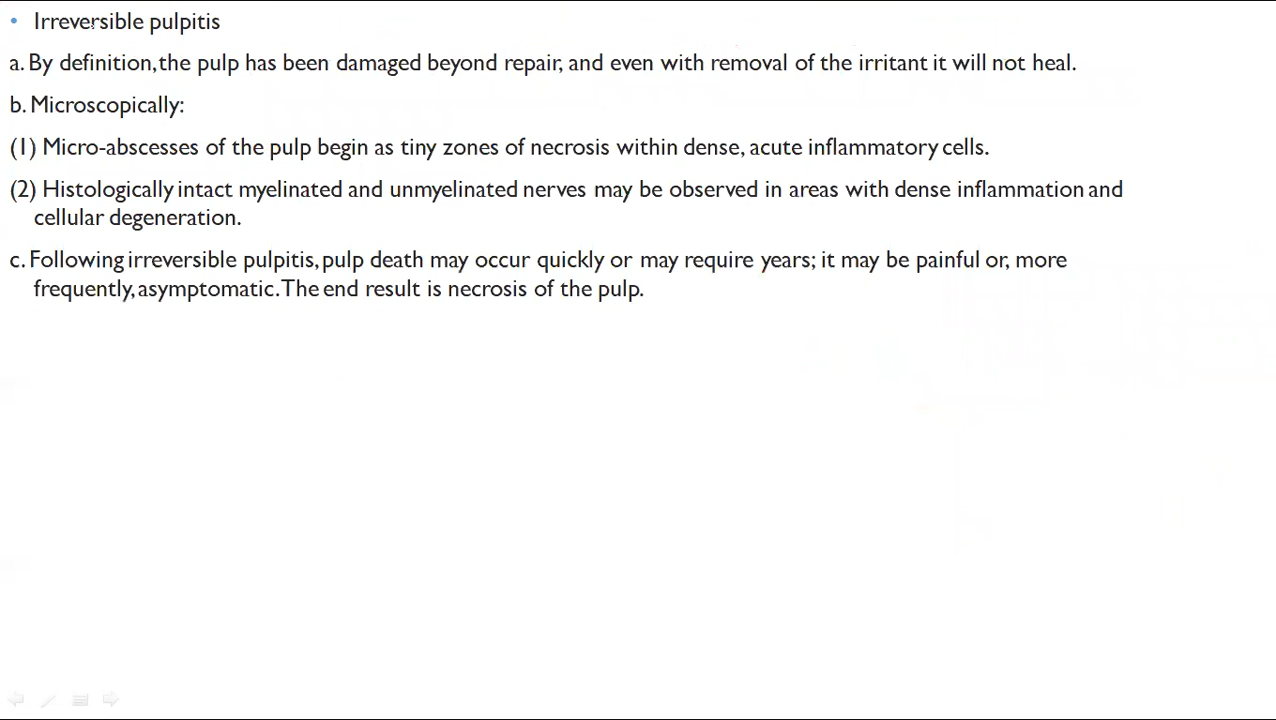 • Irreversible pulpitis
a. By definition, the pulp has been damaged beyond repair, and even with removal of the irritant it will not heal.
b. Microscopically:
(1) Micro-abscesses of the pulp begin as tiny zones of necrosis within dense, acute inflammatory cells.
(2) Histologically intact myelinated and unmyelinated nerves may be observed in areas with dense inflammation and
cellular degeneration.
c. Following irreversible pulpitis, pulp death may occur quickly or may require years; it may be painful or, more
frequently, asymptomatic. The end result is necrosis of the pulp.